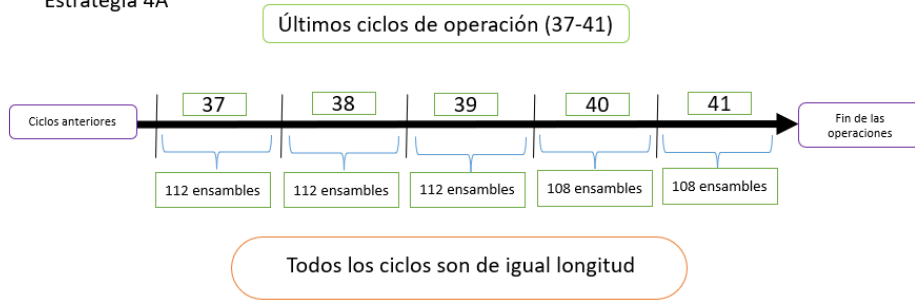 Estrategia 4A
Últimos ciclos de operación (37-41)
37
38
39
40
41
Ciclos anteriores
Fin de las
operaciones
112 ensambles
112 ensambles
112 ensambles
108 ensambles
108 ensambles
Todos los ciclos son de igual longitud